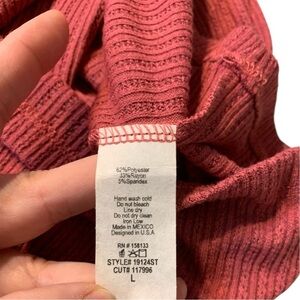 62%Polyester
33%Rayon
5%Spandex
Hand wash cold
Do not bleach
Line dry
Do not dry clean
Iron Low
Made in MEXICO
Designed in U.S.A
RN # 158133
STYLE# 19124ST
CUT# 117996
L